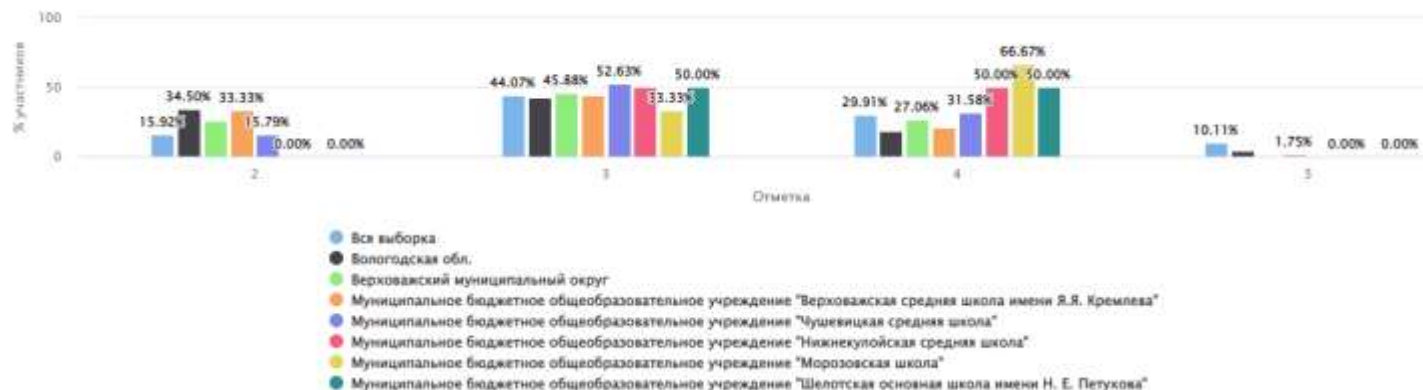 % участников
100
50
0
15.92%
34.50%
33.33%
15.79%
0.00%
0.00%
2
44.07%
45.88%
52.63%
33.33%
50.00%
3
29.91%
27.06%
31.58%
50.00%
66.67%
50.00%
4
10.11%
1.75%
0.00%
0.00%
5
Отметка
Вся выборка
Вологодская обл.
Верховажский муниципальный округ
Муниципальное бюджетное общеобразовательное учреждение "Верховажская средняя школа имени Я.Я. Кремлева"
Муниципальное бюджетное общеобразовательное учреждение "Чушевицкая средняя школа"
Муниципальное бюджетное общеобразовательное учреждение "Нижнекулойская средняя школа"
Муниципальное бюджетное общеобразовательное учреждение "Морозовская школа"
Муниципальное бюджетное общеобразовательное учреждение "Шелотская основная школа имени Н. Е. Петухова"